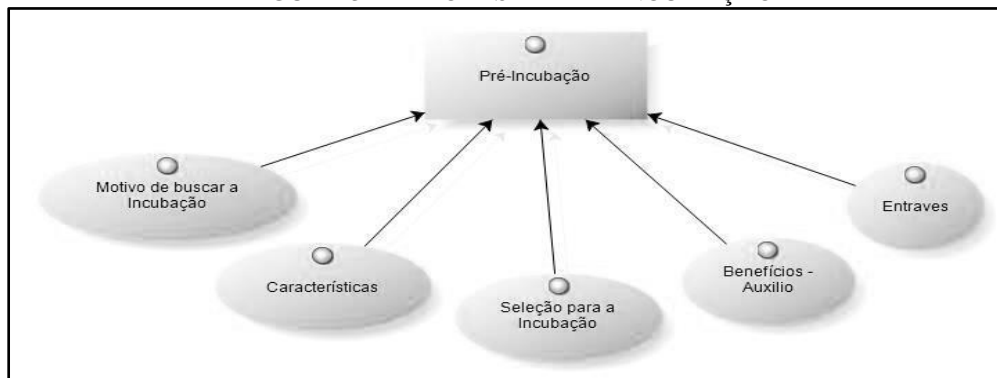 Pré-Incubação
Motivo de buscar a
Incubação
Entraves
Características
Benefícios -
Auxilio
Seleção para a
Incubação